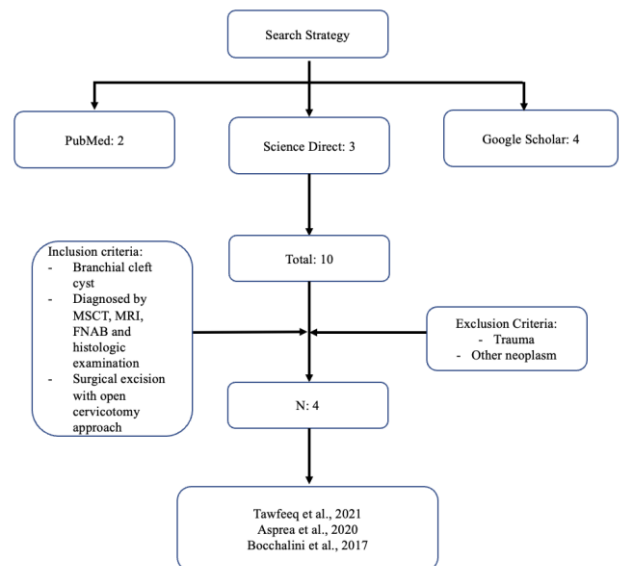 Search Strategy
PubMed: 2
Science Direct: 3
Google Scholar: 4
Total: 10
Inclusion criteria:
- Branchial cleft
cyst
- Diagnosed by
MSCT, MRI,
FNAB and
histologic
examination
- Surgical excision
with open
cervicotomy
approach
Exclusion Criteria:
- Trauma
- Other neoplasm
N: 4
Tawfeeq et al., 2021
Asprea et al., 2020
Bocchalini et al., 2017